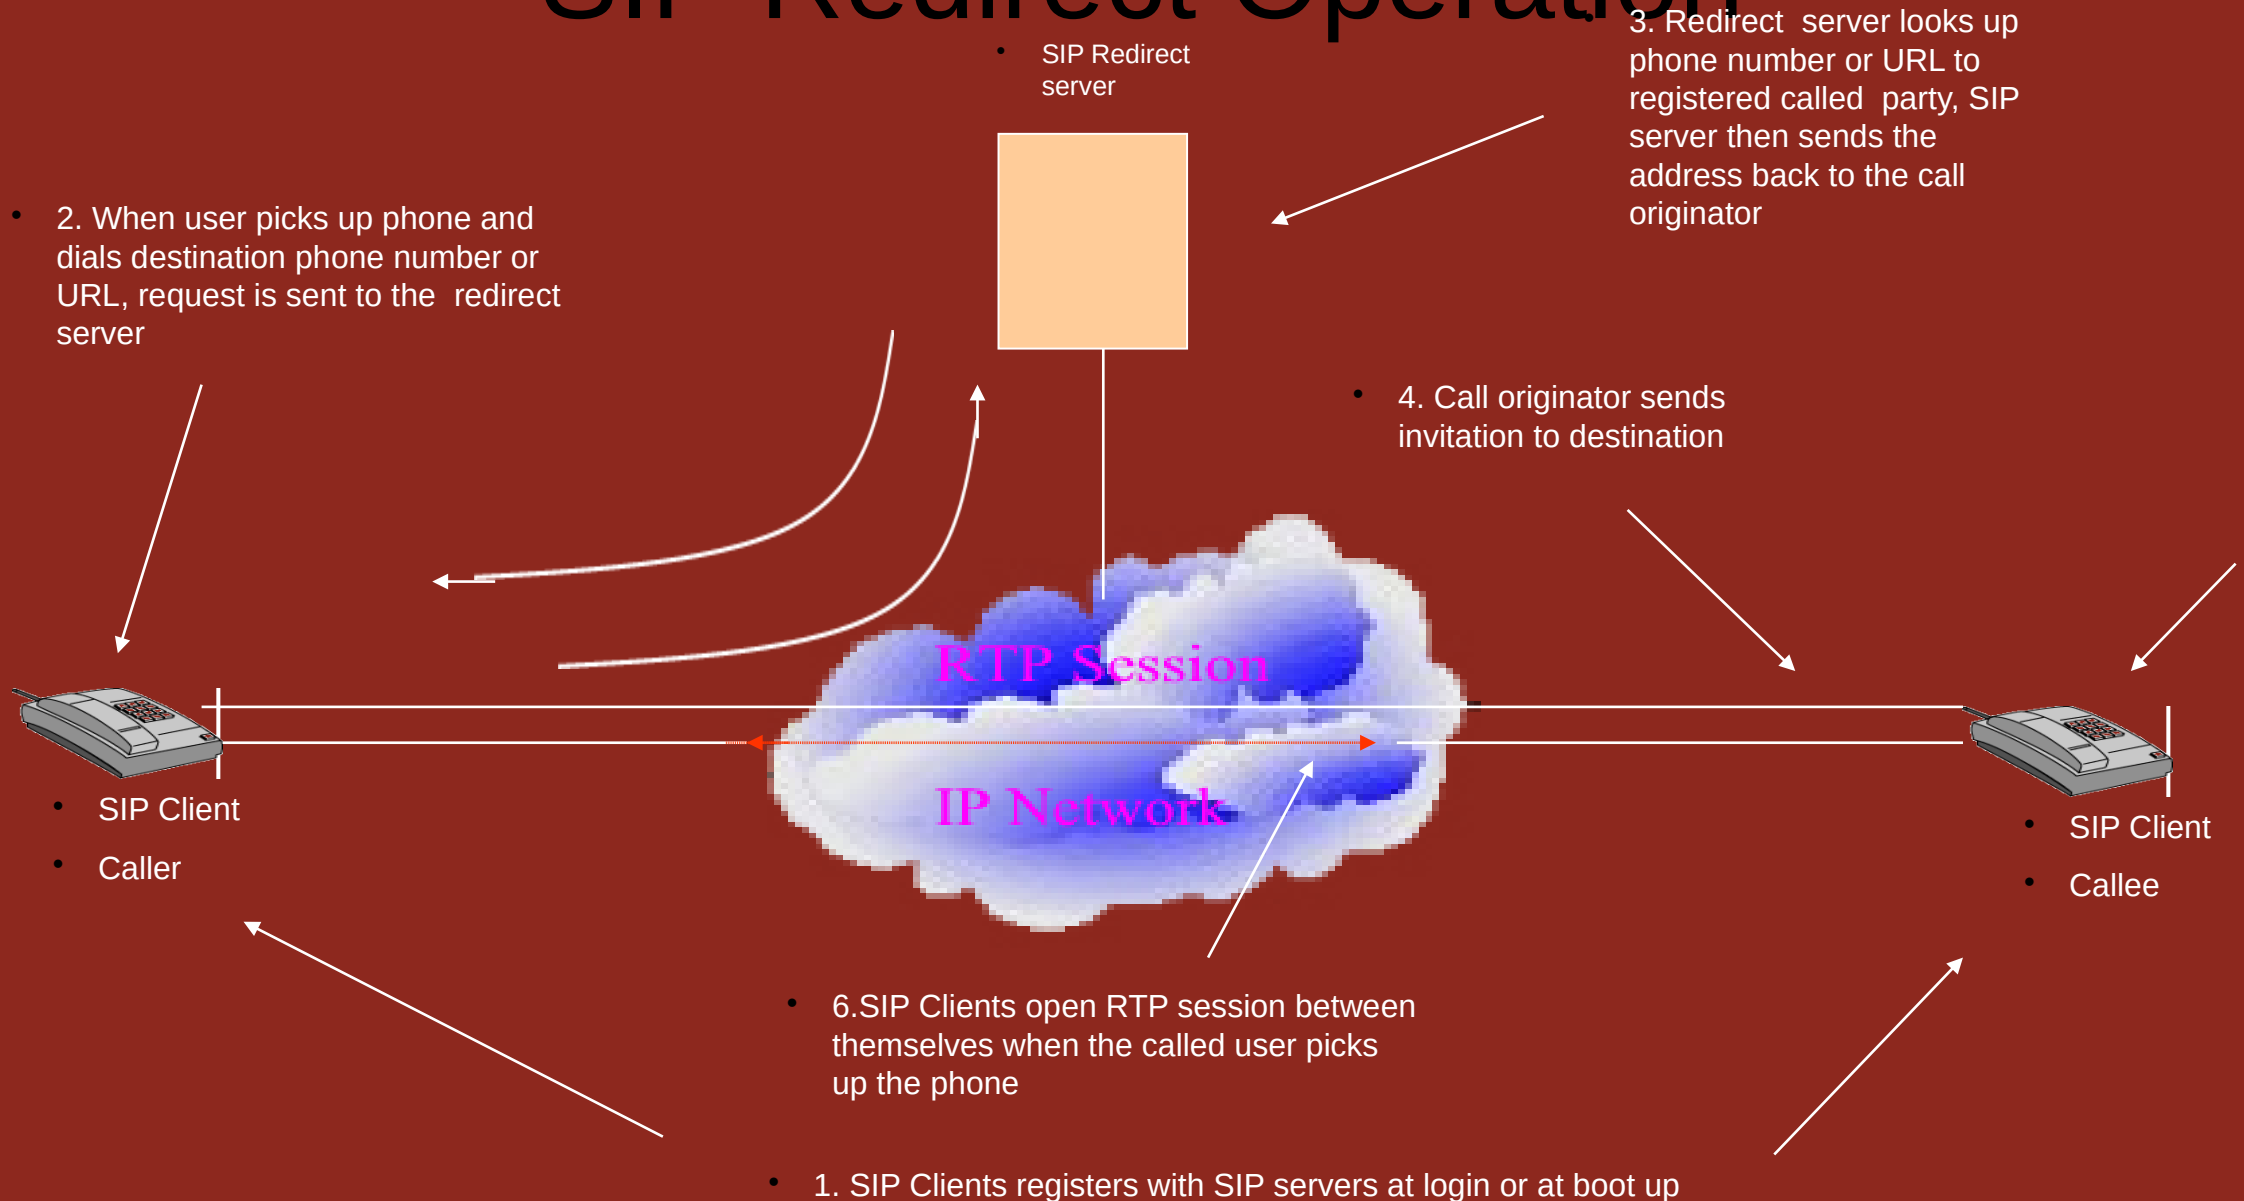 SIP Redirect Operation
SIP Redirect
server
3. Redirect server looks up
phone number or URL to
registered called party, SIP
server then sends the
address back to the call
originator
2. When user picks up phone and
dials destination phone number or
URL, request is sent to the redirect
server
4. Call originator sends
invitation to destination
RTP Session
IP Network
SIP Client
Caller
SIP Client
Callee
6.SIP Clients open RTP session between
themselves when the called user picks
up the phone
1. SIP Clients registers with SIP servers at login or at boot up